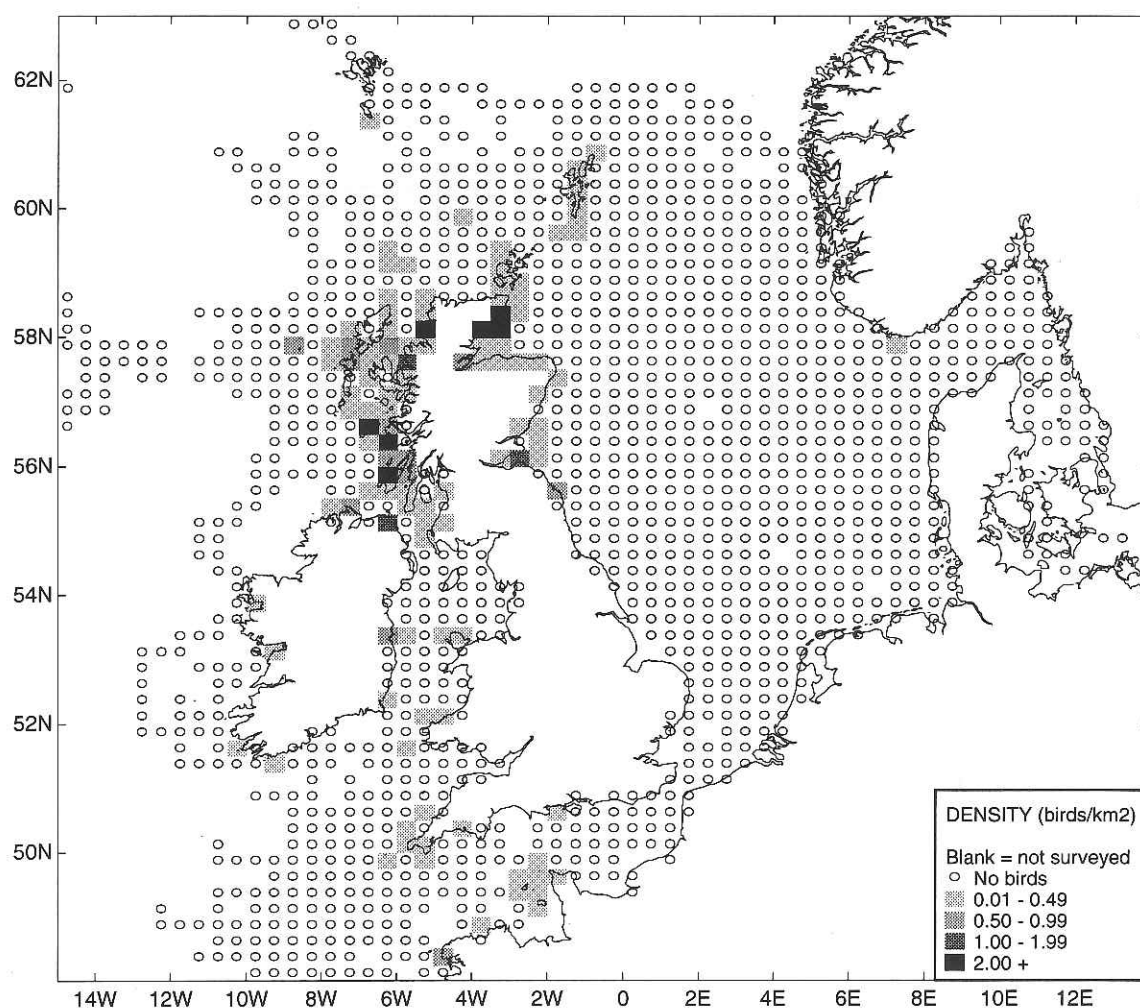 62N
60N
58N
56N
54N
52N
50N
14W 12W 10W 8W 6W 4W 2W 0 2E 4E 6E 8E 10E 12E
DENSITY (birds/km2)
Blank = not surveyed
No birds
0.01 - 0.49
0.50 - 0.99
1.00 - 1.99
2.00 +